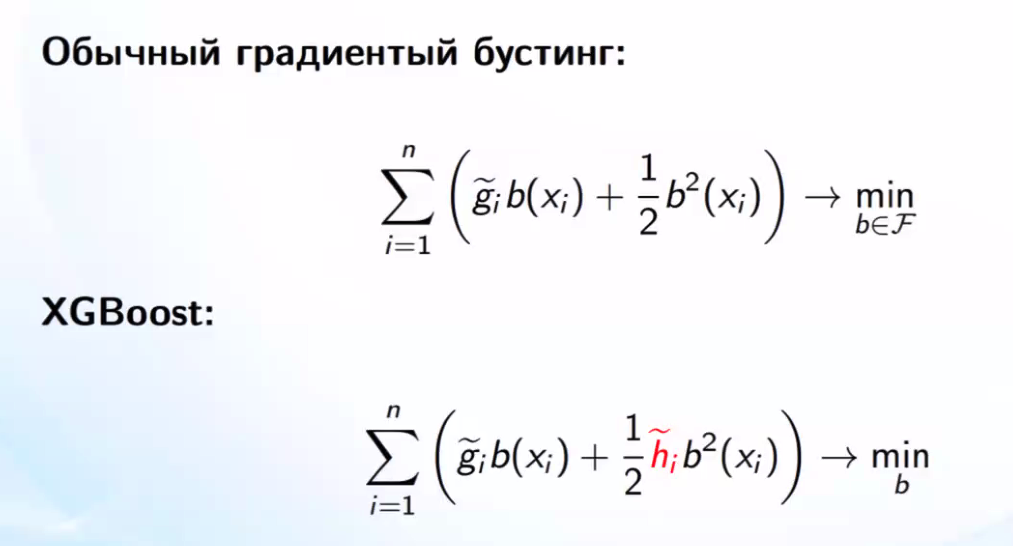 Обычный градиентый бустинг:
$$\sum_{i=1}^{n} \left( \widetilde{g}_i b(x_i) + \frac{1}{2} b^2(x_i) \right) \to \min_{b \in \mathcal{F}}$$
XGBoost:
$$\sum_{i=1}^{n} \left( \widetilde{g}_i b(x_i) + \frac{1}{2} \widetilde{h}_i b^2(x_i) \right) \to \min_{b}$$